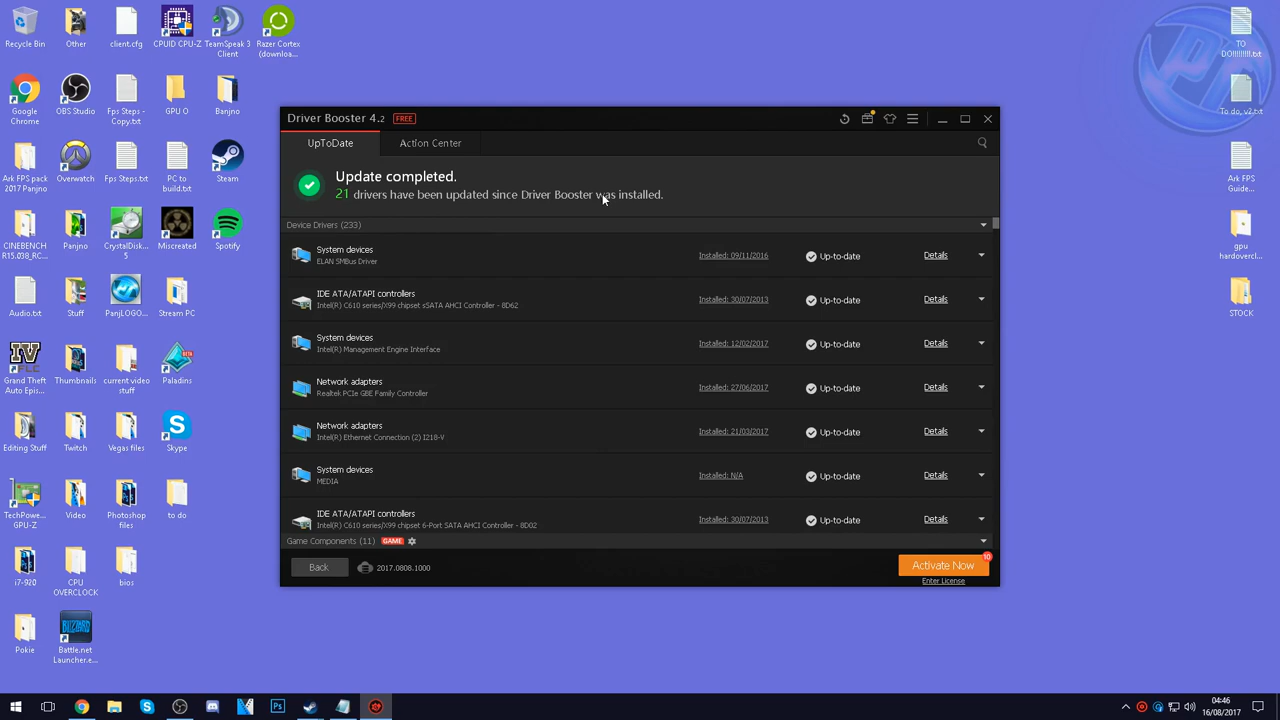 Recycle Bin
Other
client.cfg
CPUID CPU-Z
TeamSpeak 3
Client
Razer Cortex
(downloa...
Google
Chrome
OBS Studio
Fps Steps -
Copy.txt
GPU O
Banjno
Ark FPS pack
2017 Panjno
Overwatch
Fps Steps.txt
PC to
build.txt
Steam
CINEBENCH
R15.038_RC...
Panjno
CrystalDisk...
5
Miscreated
Spotify
Audio.txt
Stuff
PanjLOGO...
Stream PC
Grand Theft
Auto Epis...
Thumbnails
current video
stuff
Paladins
Editing Stuff
Twitch
Vegas files
Skype
TechPowe...
GPU-Z
Video
Photoshop
files
to do
i7-920
CPU
OVERCLOCK
bios
Pokie
Battle.net
Launcher.e...
TO
DO!!!!!!!!!.txt
To do, v2.txt
Ark FPS
Guide...
gpu
hardovercl...
STOCK
Driver Booster 4.2 FREE
UpToDate
Action Center
Update completed.
21 drivers have been updated since Driver Booster was installed.
Device Drivers (233)
System devices
ELAN SMBus Driver
Installed: 09/11/2016
Up-to-date
Details
IDE ATA/ATAPI controllers
Intel(R) C610 series/X99 chipset sSATA AHCI Controller - 8D62
Installed: 30/07/2013
Up-to-date
Details
System devices
Intel(R) Management Engine Interface
Installed: 12/02/2017
Up-to-date
Details
Network adapters
Realtek PCIe GBE Family Controller
Installed: 27/06/2017
Up-to-date
Details
Network adapters
Intel(R) Ethernet Connection (2) I218-V
Installed: 21/03/2017
Up-to-date
Details
System devices
MEDIA
Installed: N/A
Up-to-date
Details
IDE ATA/ATAPI controllers
Intel(R) C610 series/X99 chipset 6-Port SATA AHCI Controller - 8D02
Installed: 30/07/2013
Up-to-date
Details
Game Components (11) GAME
Back
2017.0808.1000
Activate Now
10
Enter License
04:46
16/08/2017